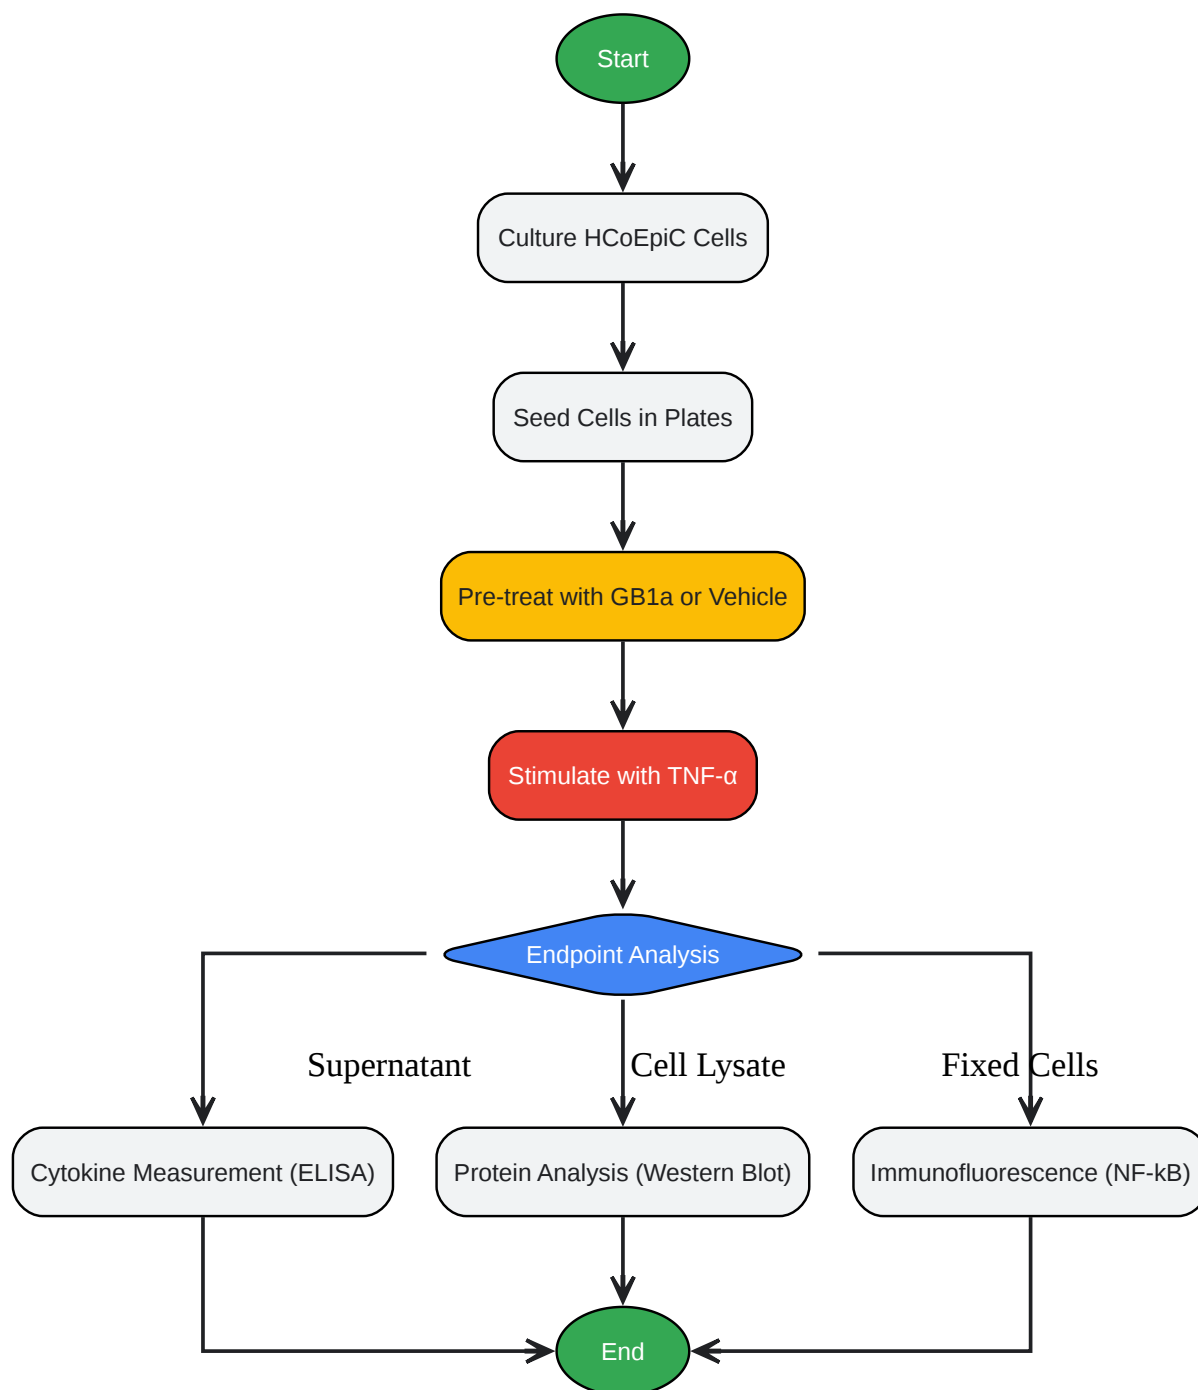 Start
Culture HCoEpiC Cells
Seed Cells in Plates
Pre-treat with GB1a or Vehicle
Stimulate with TNF-α
Endpoint Analysis
Supernatant
Cell Lysate
Fixed Cells
Cytokine Measurement (ELISA)
Protein Analysis (Western Blot)
Immunofluorescence (NF-kB)
End